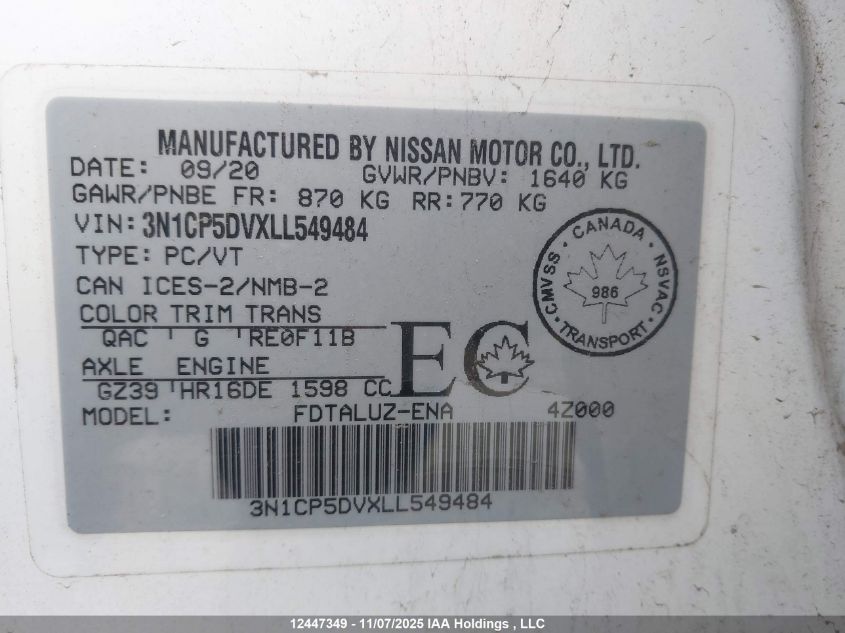 MANUFACTURED BY NISSAN MOTOR CO., LTD.
DATE: 09/20 GVWR/PNBV: 1640 KG
GAWR/PNBE FR: 870 KG RR:770 KG
VIN: 3N1CP5DVXLL549484
TYPE: PC/VT
CAN ICES-2/NMB-2
COLOR TRIM TRANS
QAC G RE0F11B
AXLE ENGINE
GZ39 HR16DE 1598 CC
MODEL: FDTALUZ-ENA 4Z000
3N1CP5DVXLL549484
EC
CANADA
CMVSS
NSVAC
986
TRANSPORT
12447349 - 11/07/2025 IAA Holdings , LLC